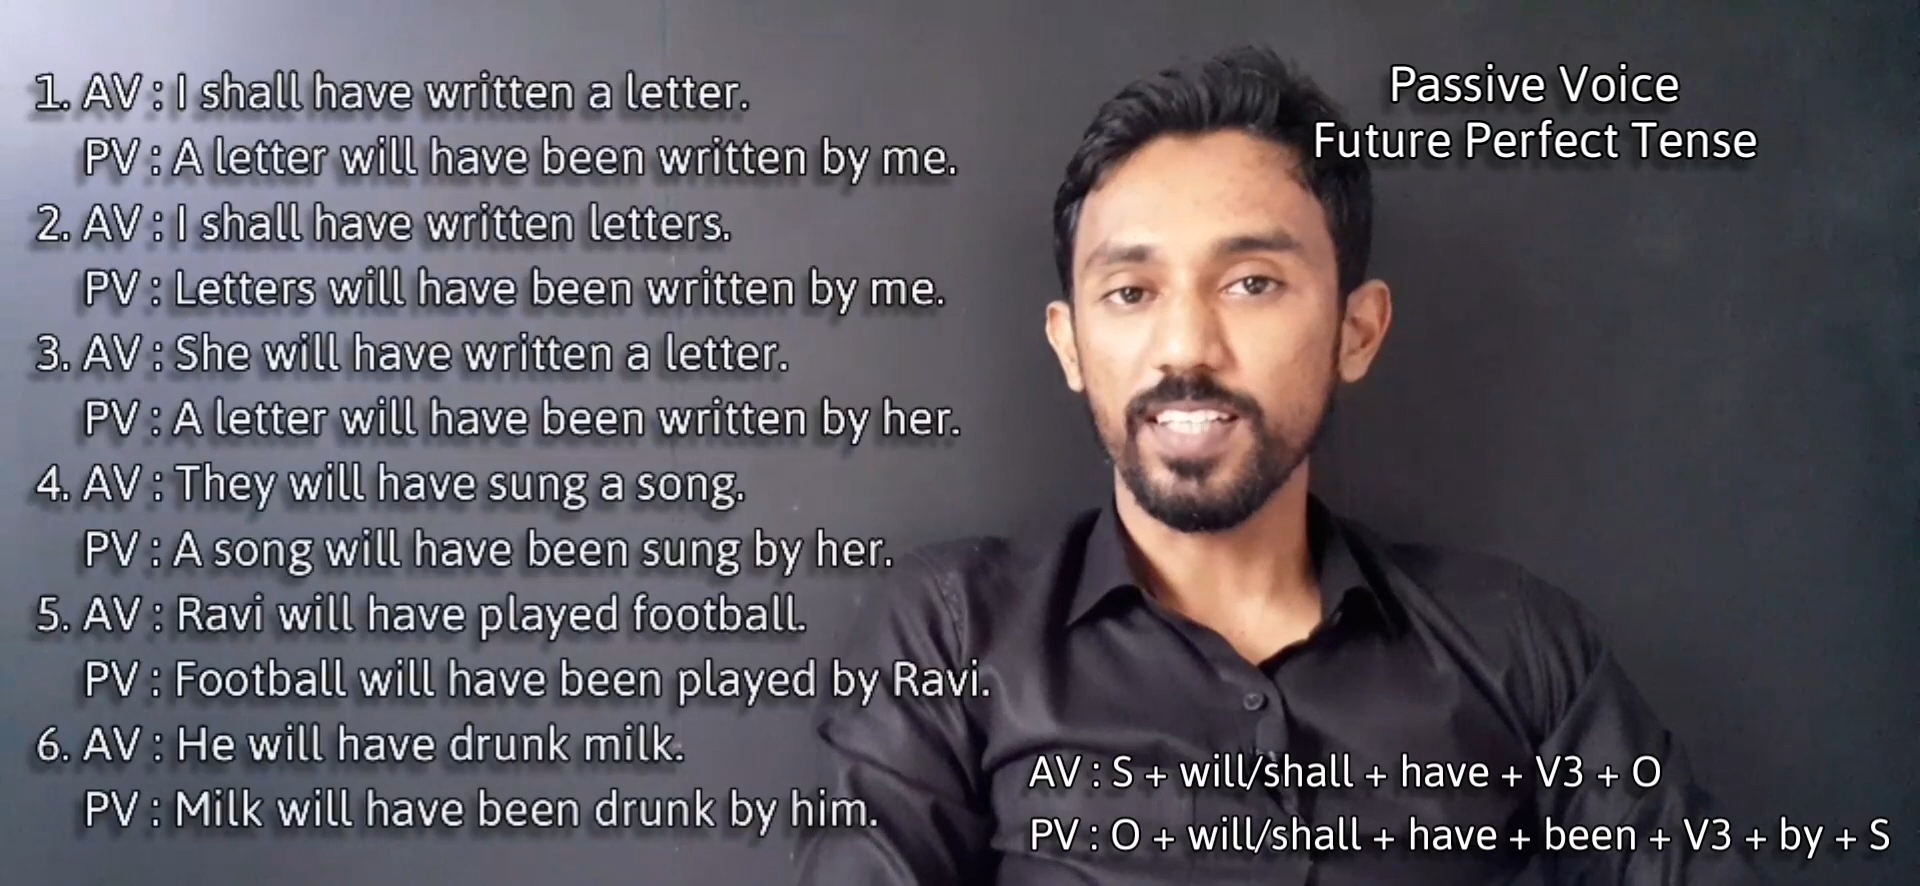 1. AV : I shall have written a letter.
PV : A letter will have been written by me.
2. AV : I shall have written letters.
PV : Letters will have been written by me.
3. AV : She will have written a letter.
PV : A letter will have been written by her.
4. AV : They will have sung a song.
PV : A song will have been sung by her.
5. AV : Ravi will have played football.
PV : Football will have been played by Ravi.
6. AV : He will have drunk milk.
PV : Milk will have been drunk by him.
Passive Voice
Future Perfect Tense
AV : S + will/shall + have + V3 + O
PV : O + will/shall + have + been + V3 + by + S